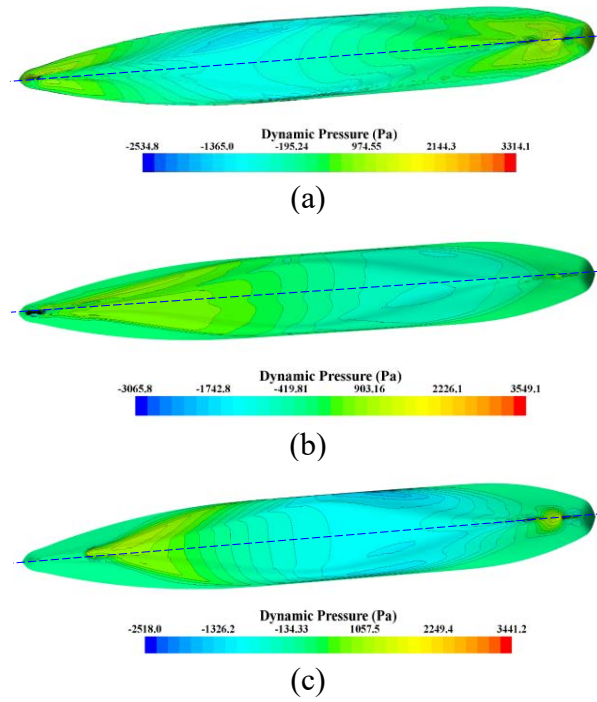 Dynamic Pressure (Pa)
-2534.8 -1365.0 -195.24 974.55 2144.3 3314.1
(a)
Dynamic Pressure (Pa)
-3065.8 -1742.8 -419.81 903.16 2226.1 3549.1
(b)
Dynamic Pressure (Pa)
-2518.0 -1326.2 -134.33 1057.5 2249.4 3441.2
(c)